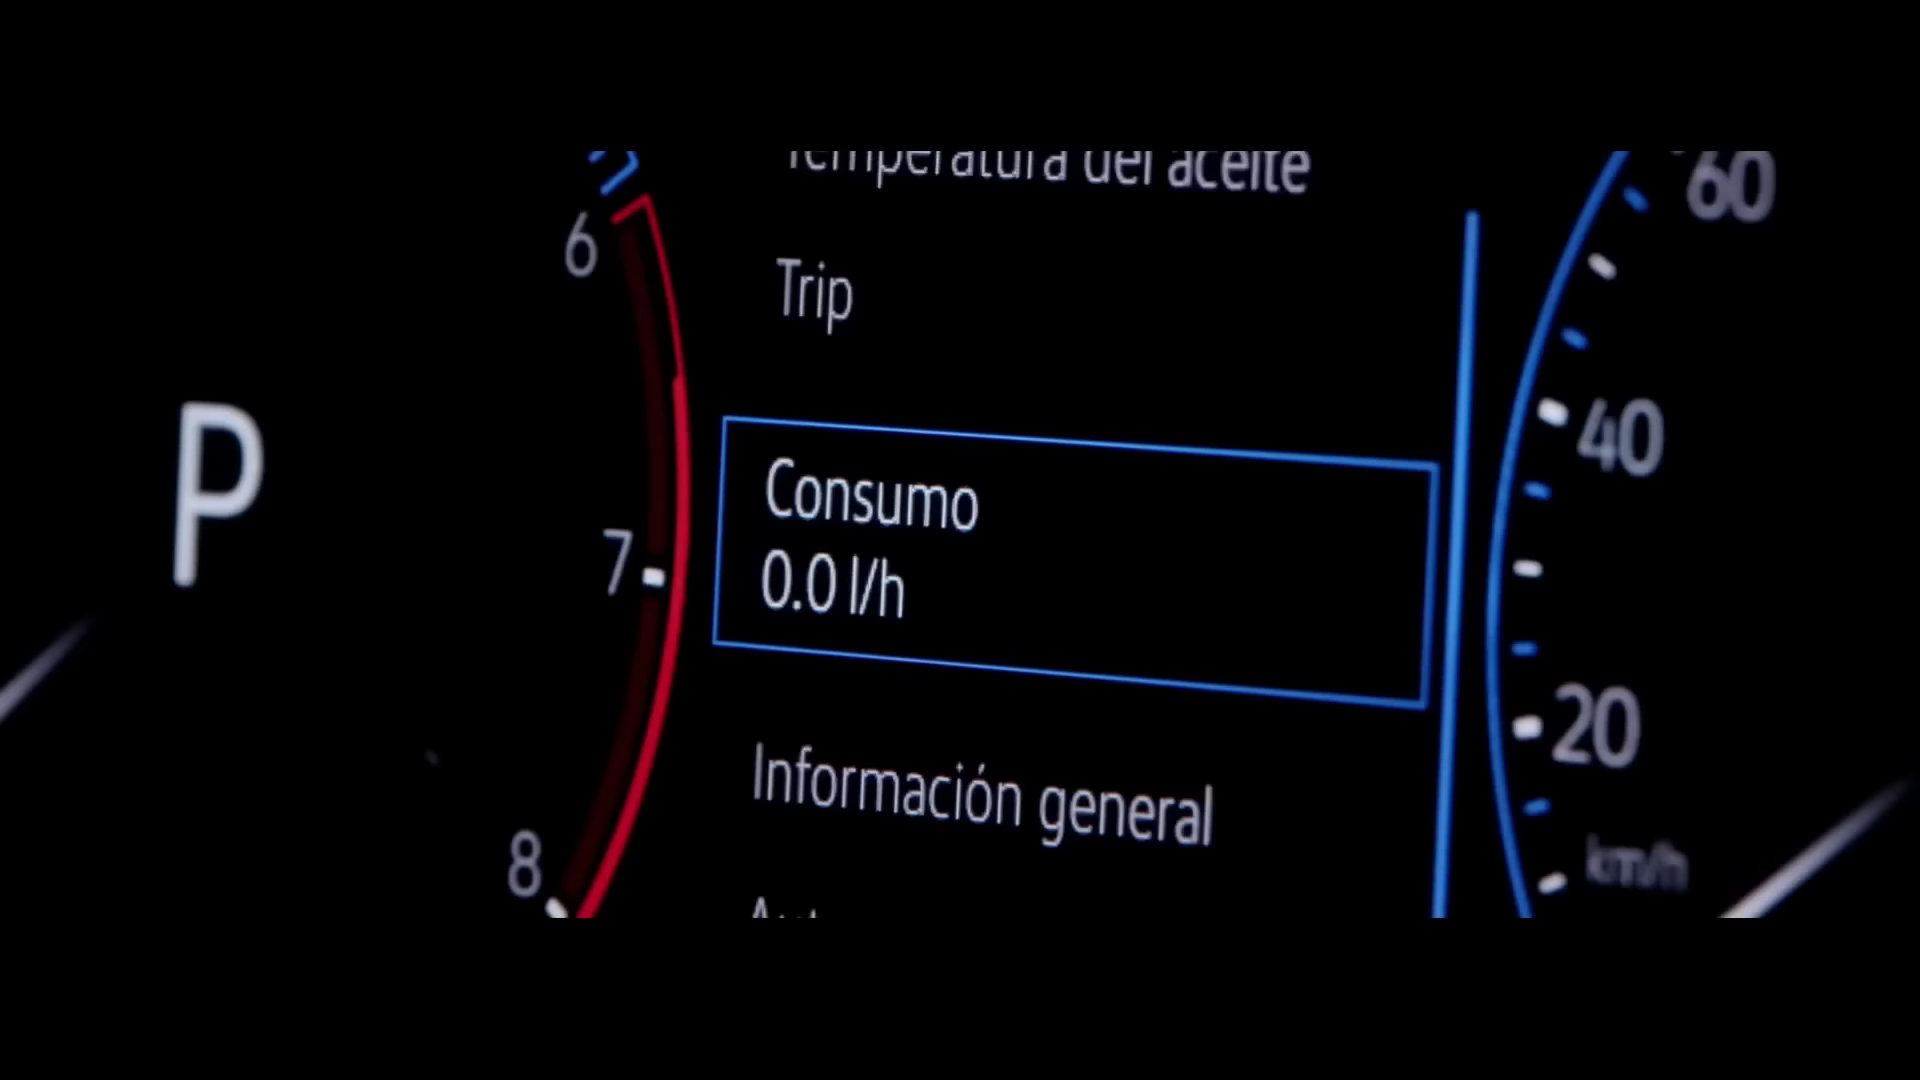 Temperatura del aceite
60
6
Trip
40
P
Consumo
7
0.0 l/h
20
Información general
km/h
8